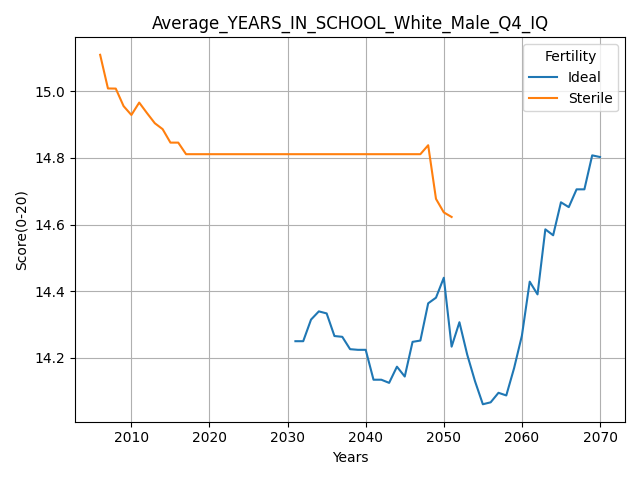 Average_YEARS_IN_SCHOOL_White_Male_Q4_IQ
Fertility
Ideal
Sterile
Score(0-20)
15.0
14.8
14.6
14.4
14.2
2010 2020 2030 2040 2050 2060 2070
Years